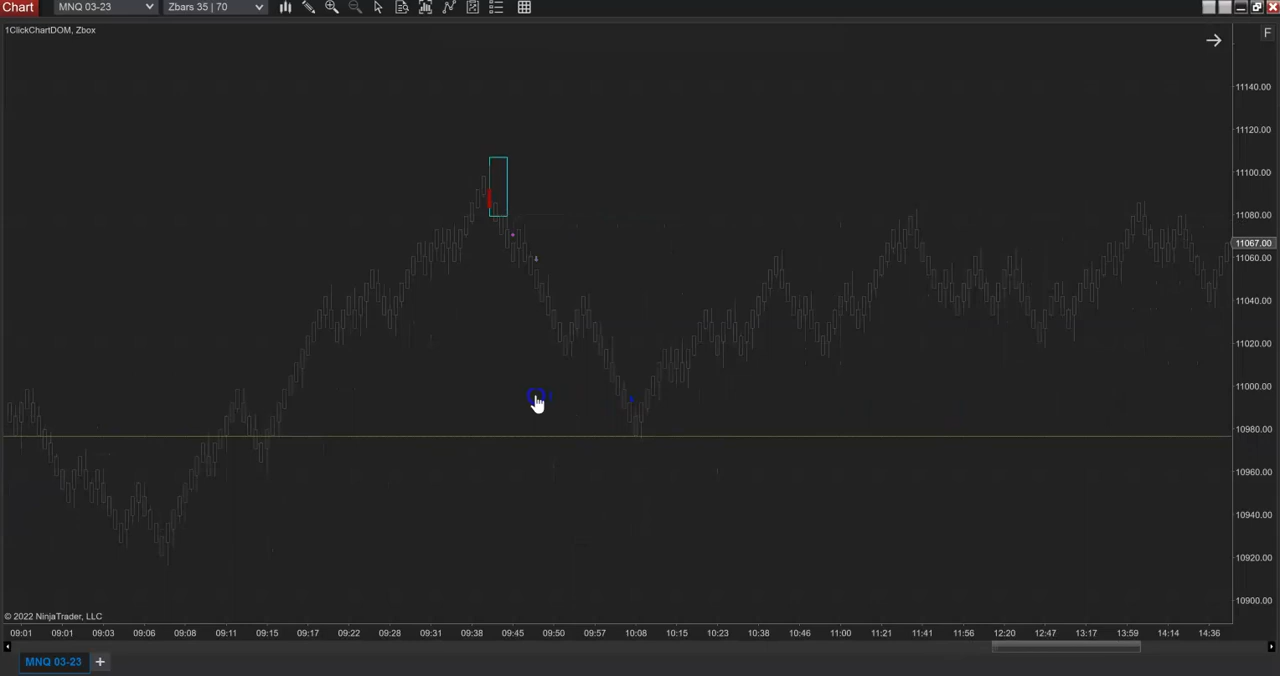 Chart MNQ 03-23 Zbars 35 | 70
1ClickChartDOM, Zbox
F
11140.00
11120.00
11100.00
11080.00
11067.00
11060.00
11040.00
11020.00
11000.00
10980.00
10960.00
10940.00
10920.00
10900.00
© 2022 NinjaTrader, LLC
09:01 09:01 09:03 09:06 09:08 09:11 09:15 09:17 09:22 09:28 09:31 09:38 09:45 09:50 09:57 10:08 10:15 10:23 10:38 10:46 11:00 11:21 11:41 11:56 12:20 12:47 13:17 13:59 14:14 14:36
MNQ 03-23